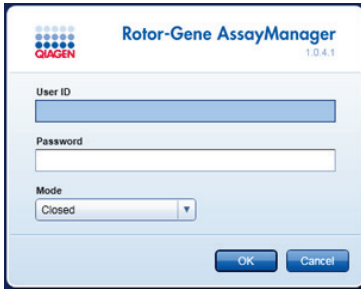 QIAGEN
Rotor-Gene AssayManager
1.0.4.1
User ID
Password
Mode
Closed
OK Cancel